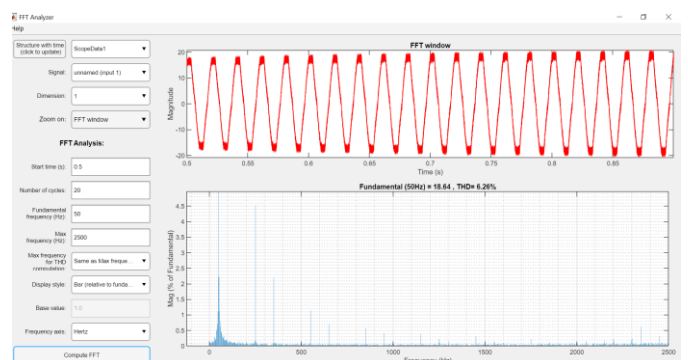 FFT Analyzer
Help
Structure with time
(click to update)
ScopeData1
Signal:
unnamed (input 1)
Dimension:
1
Zoom on:
FFT window
FFT Analysis:
Start time (s):
0.5
Number of cycles:
20
Fundamental
frequency (Hz):
50
Max
frequency (Hz):
2500
Max frequency
for THD
computation:
Same as Max freque...
Display style:
Bar (relative to funda...
Base value:
1.0
Frequency axis:
Hertz
Compute FFT
FFT window
20
10
0
-10
-20
Magnitude
0.5 0.55 0.6 0.65 0.7 0.75 0.8 0.85
Time (s)
Fundamental (50Hz) = 18.64 , THD= 6.26%
4.5
4
3.5
3
2.5
2
1.5
1
0.5
0
Mag (% of Fundamental)
0 500 1000 1500 2000 2500
Frequency (Hz)